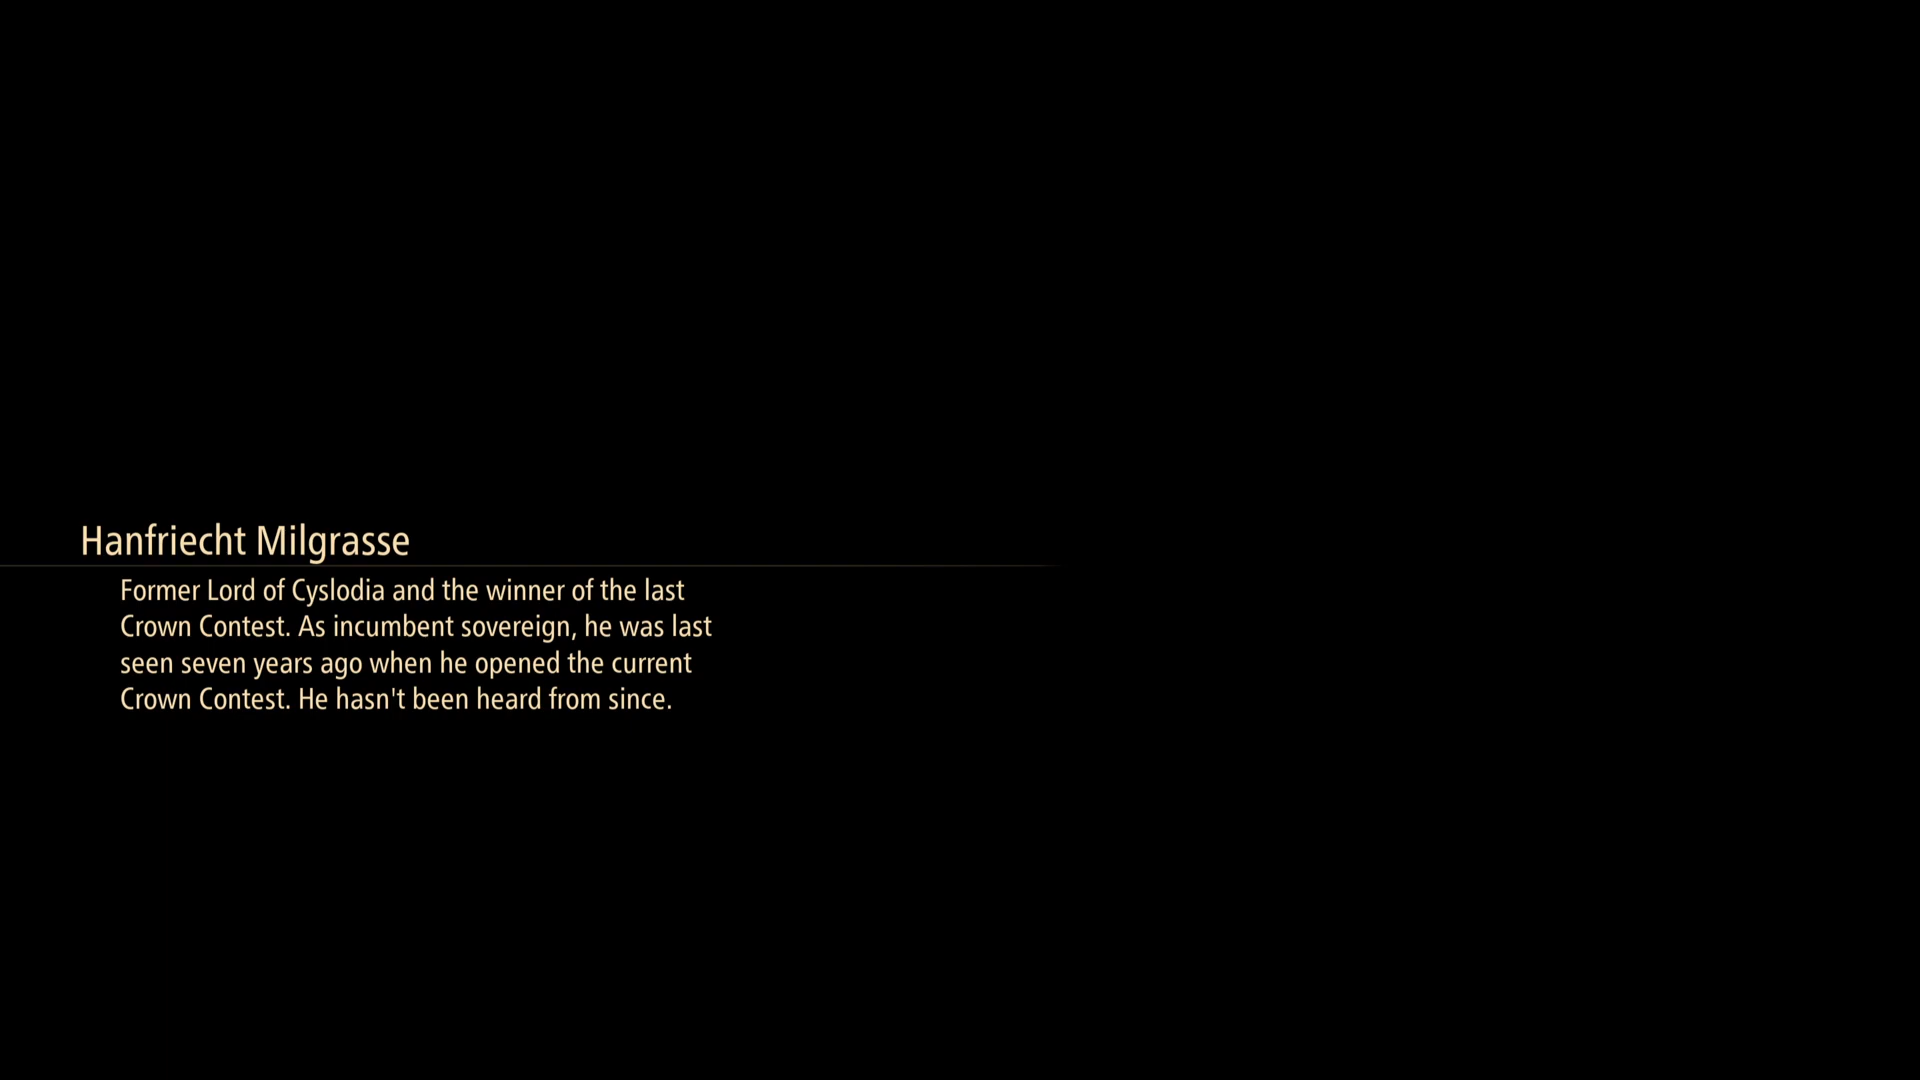 Hanfriecht Milgrasse
Former Lord of Cyslodia and the winner of the last
Crown Contest. As incumbent sovereign, he was last
seen seven years ago when he opened the current
Crown Contest. He hasn't been heard from since.